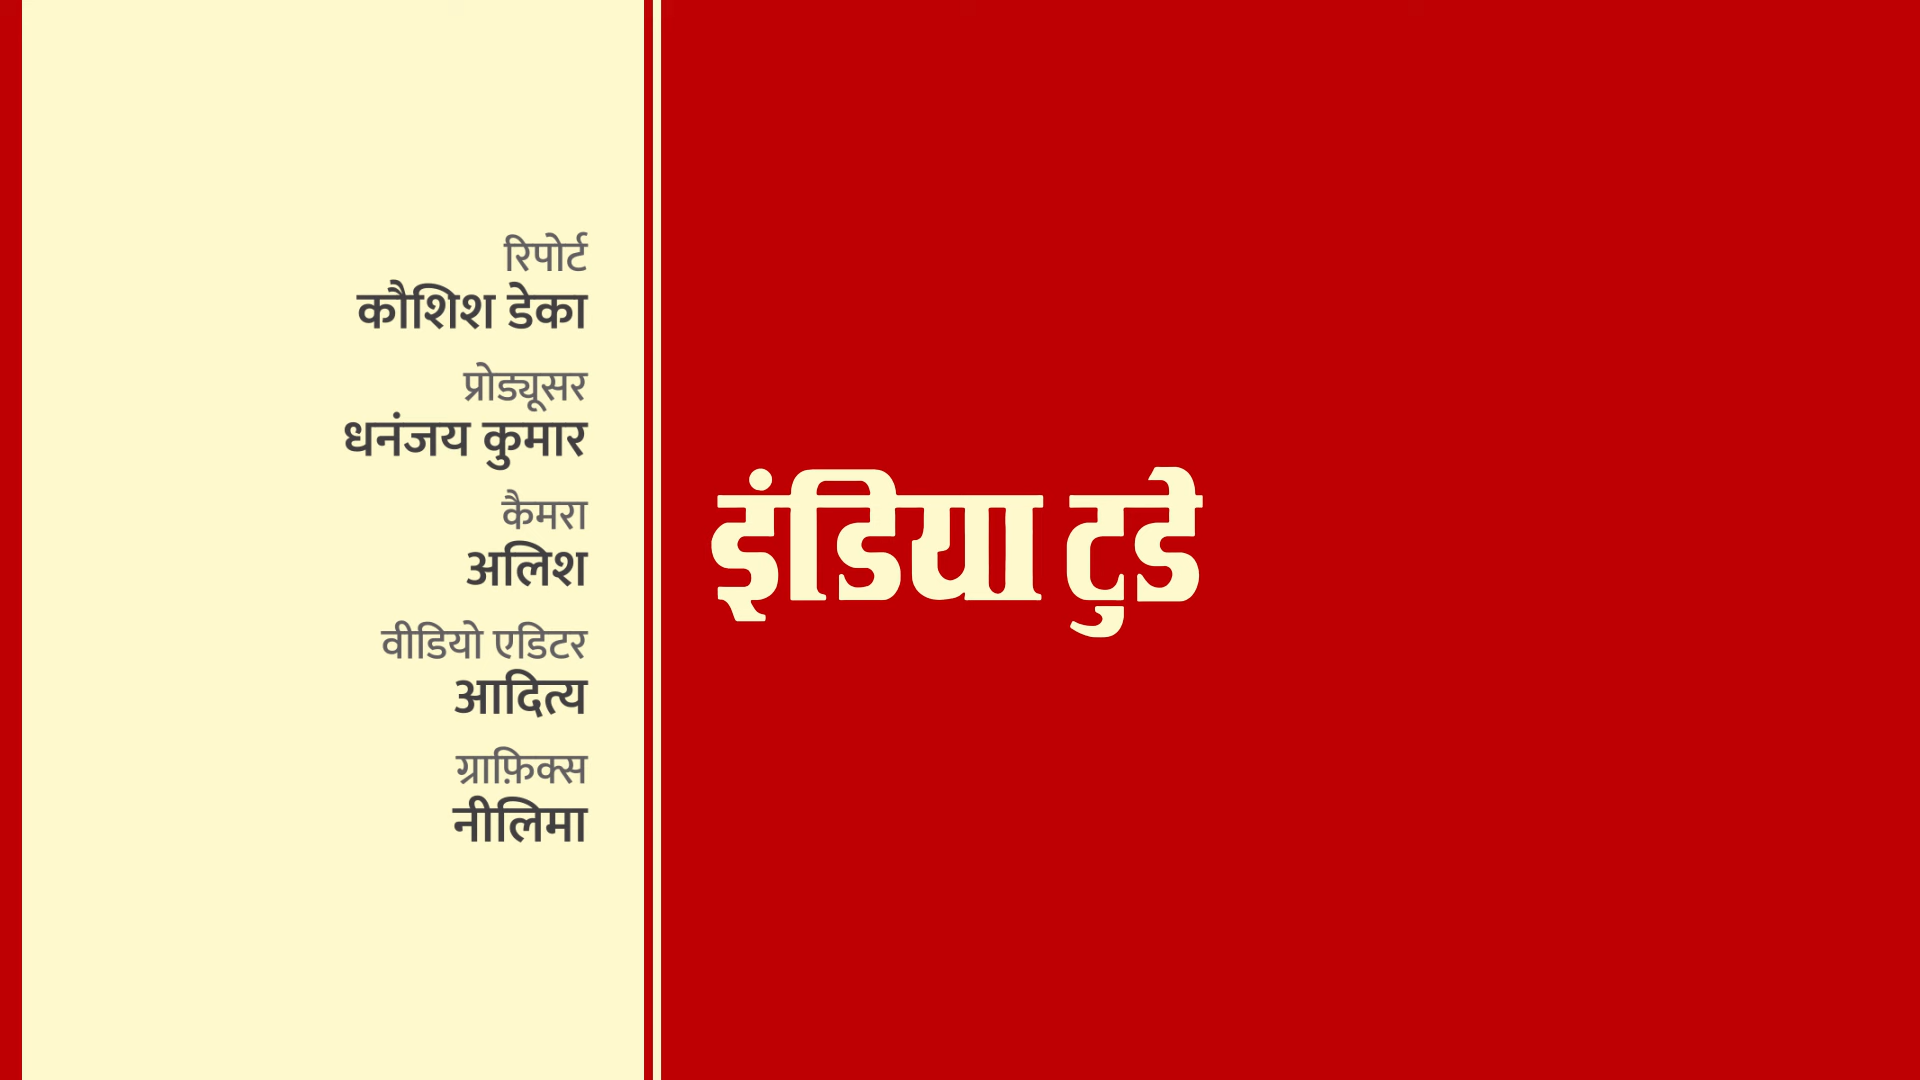 रिपोर्ट
कौशिश डेका
प्रोड्यूसर
धनंजय कुमार
कैमरा
अलिश
वीडियो एडिटर
आदित्य
ग्राफ़िक्स
नीलिमा
इंडिया टुडे